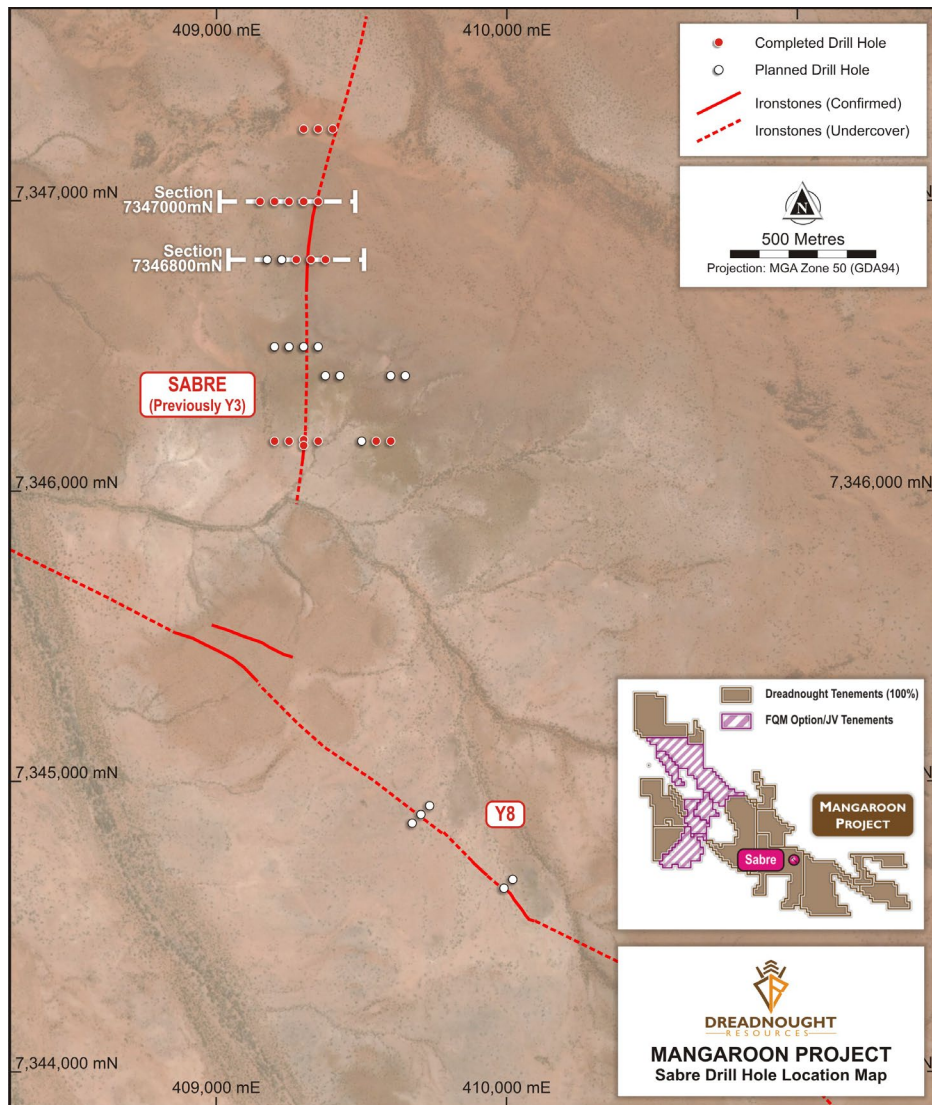 409,000 mE
410,000 mE
Completed Drill Hole
Planned Drill Hole
Ironstones (Confirmed)
Ironstones (Undercover)
7,347,000 mN
Section
7347000mN
Section
7346800mN
N
500 Metres
Projection: MGA Zone 50 (GDA94)
SABRE
(Previously Y3)
7,346,000 mN
7,346,000 mN
Dreadnought Tenements (100%)
FQM Option/JV Tenements
MANGAROON
PROJECT
Sabre
7,345,000 mN
Y8
DREADNOUGHT
RESOURCES
MANGAROON PROJECT
Sabre Drill Hole Location Map
7,344,000 mN
409,000 mE
410,000 mE